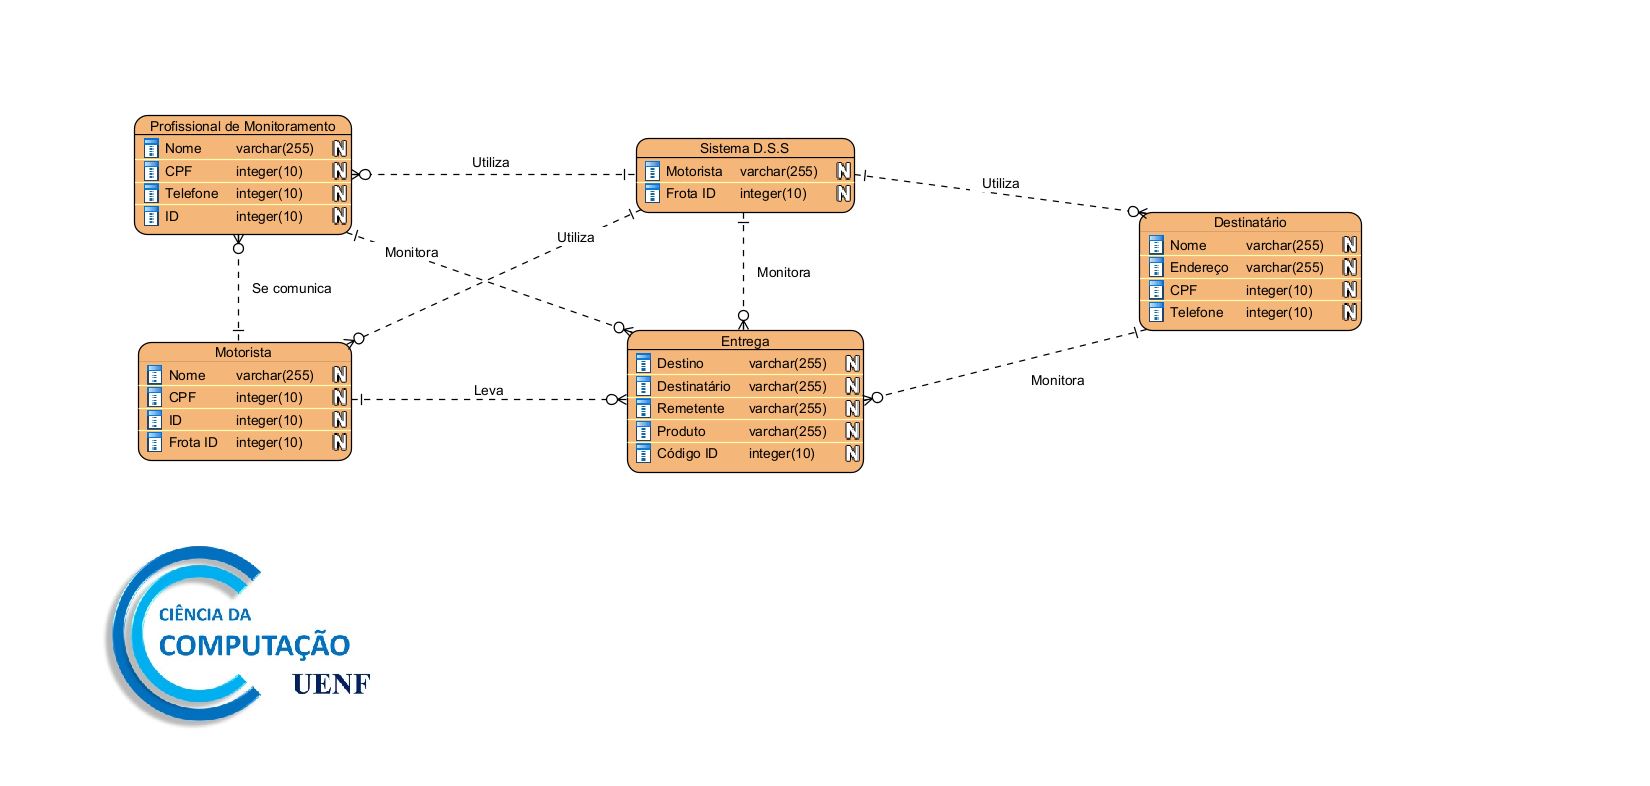 Profissional de Monitoramento
Nome varchar(255) N
CPF integer(10) N
Telefone integer(10) N
ID integer(10) N
Utiliza
Sistema D.S.S
Motorista varchar(255) N
Frota ID integer(10) N
Utiliza
Destinatário
Nome varchar(255) N
Endereço varchar(255) N
CPF integer(10) N
Telefone integer(10) N
Utiliza
Monitora
Monitora
Se comunica
Motorista
Nome varchar(255) N
CPF integer(10) N
ID integer(10) N
Frota ID integer(10) N
Leva
Entrega
Destino varchar(255) N
Destinatário varchar(255) N
Remetente varchar(255) N
Produto varchar(255) N
Código ID integer(10) N
Monitora
CIÊNCIA DA
COMPUTAÇÃO
UENF